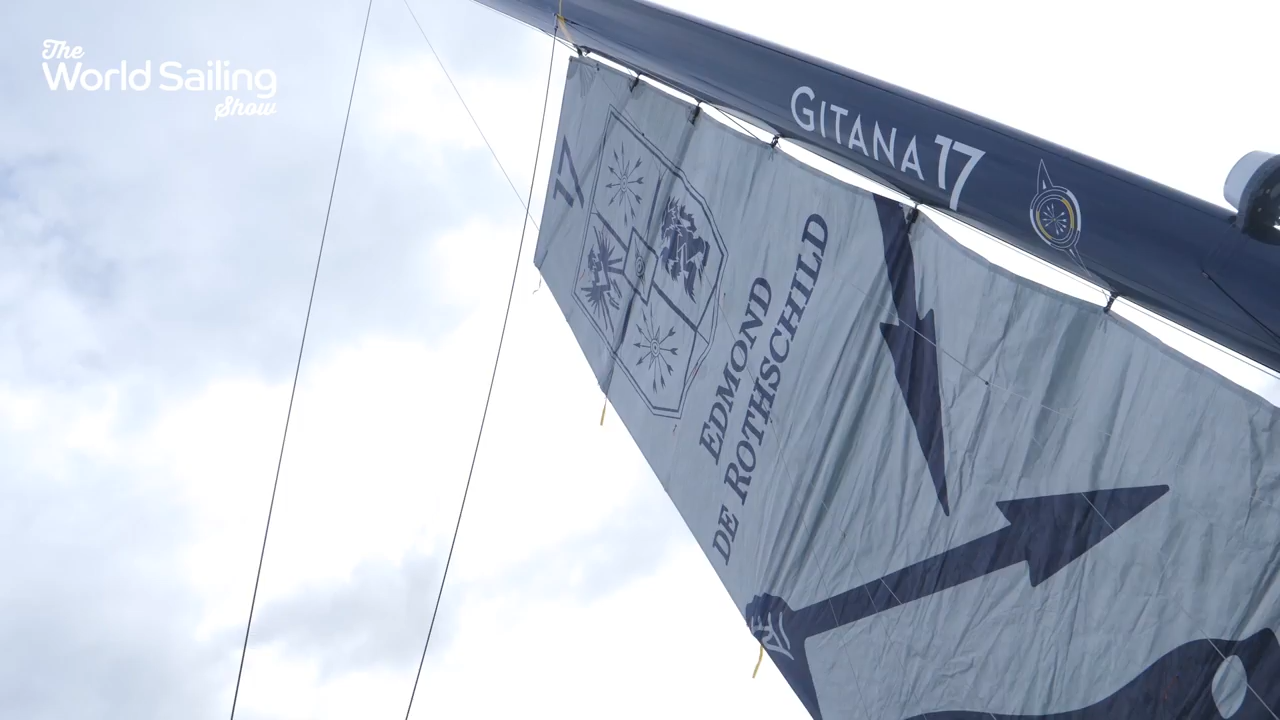 The
World Sailing
Show
GITANA 17
17
EDMOND
DE ROTHSCHILD